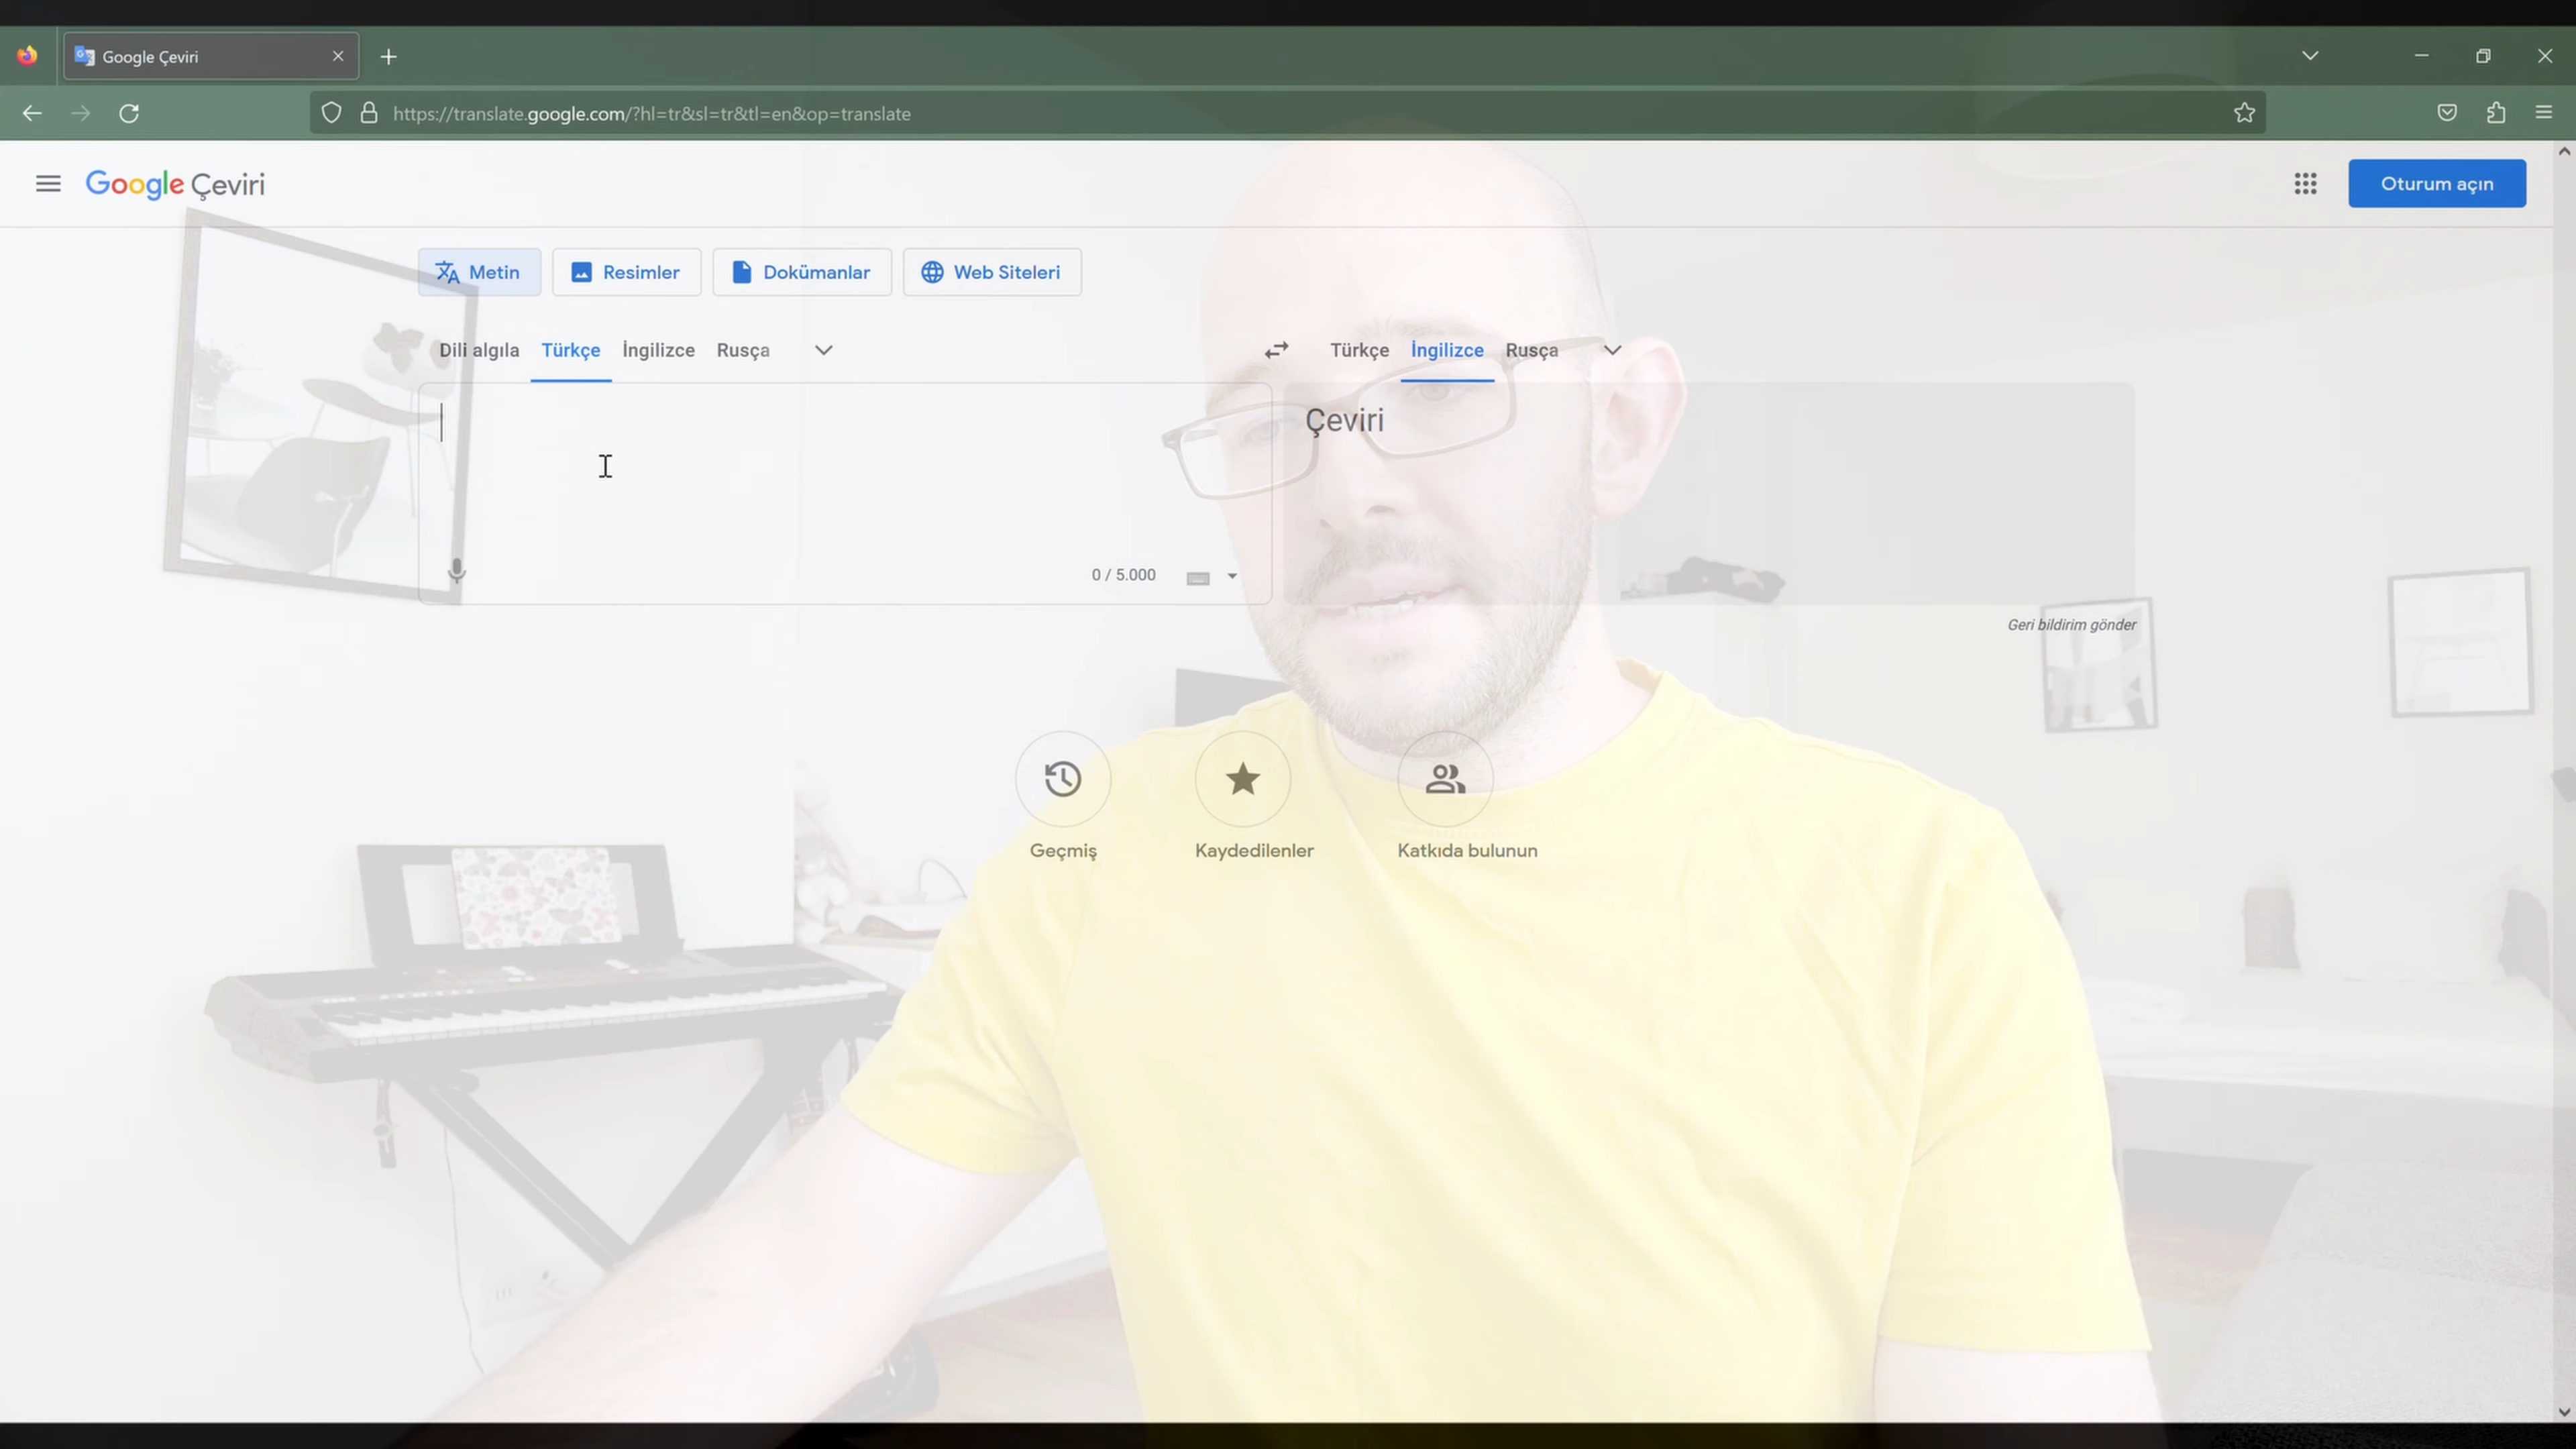 Google Çeviri
https://translate.google.com/?hl=tr&sl=tr&tl=en&op=translate
Google Çeviri
Oturum açın
Metin
Resimler
Dokümanlar
Web Siteleri
Dili algıla
Türkçe
İngilizce
Rusça
Türkçe
İngilizce
Rusça
Çeviri
0 / 5.000
Geri bildirim gönder
Geçmiş
Kaydedilenler
Katkıda bulunun